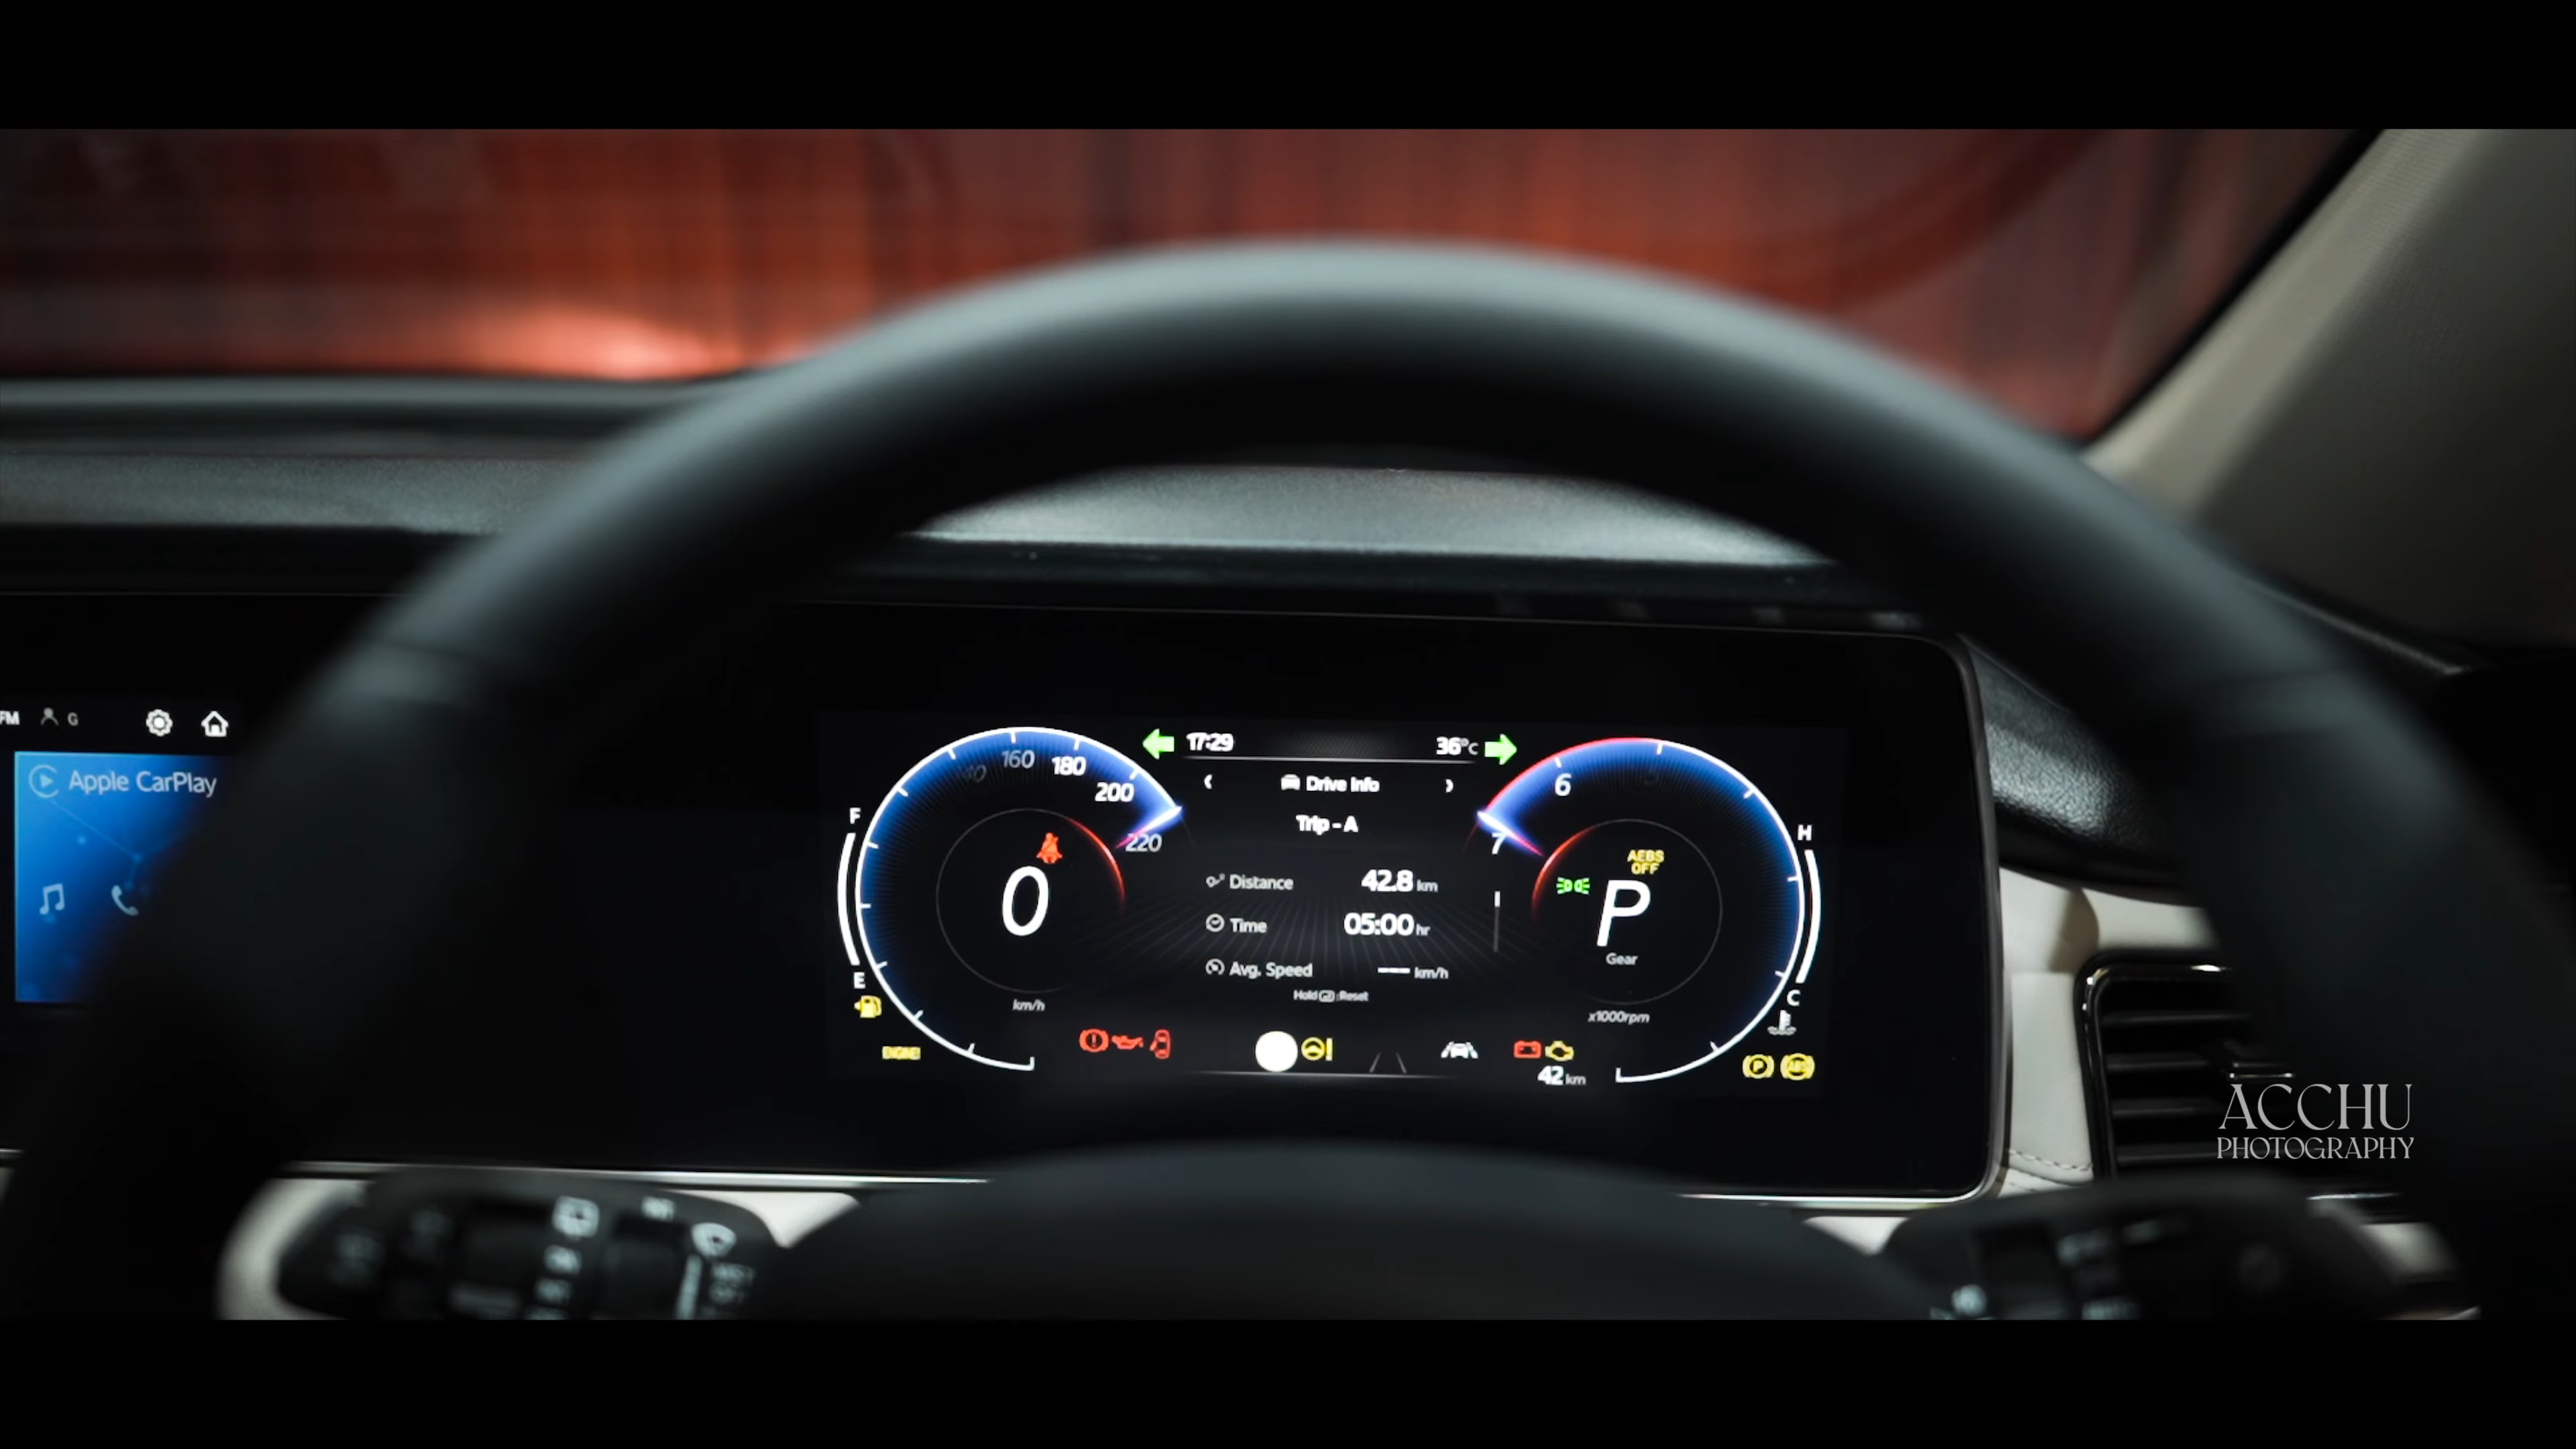 FM G
Apple CarPlay
17:29
36°C
160
180
200
220
6
7
Drive Info
Trip - A
Distance 42.8 km
Time 05:00 hr
Avg. Speed ---- km/h
Hold Reset
F
E
0
km/h
AEBS
OFF
P
Gear
x1000rpm
H
C
ENGINE
42 km
P
ABS
ACCHU
PHOTOGRAPHY